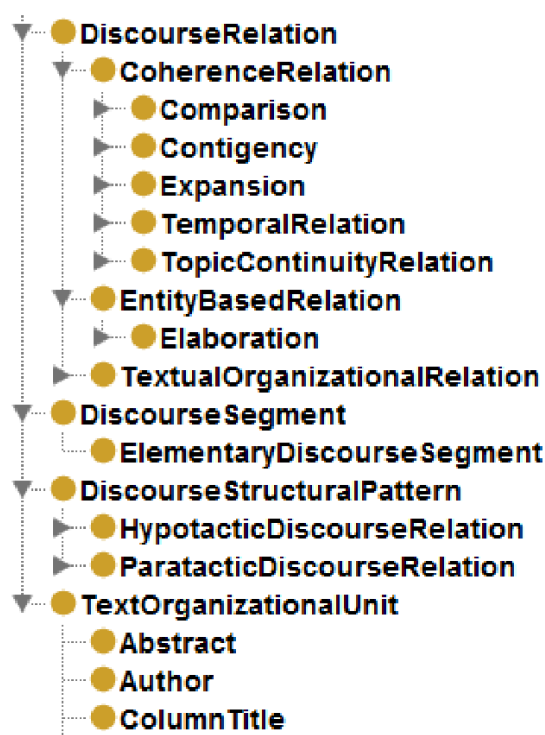 DiscourseRelation
CoherenceRelation
Comparison
Contigency
Expansion
TemporalRelation
TopicContinuityRelation
EntityBasedRelation
Elaboration
TextualOrganizationalRelation
DiscourseSegment
ElementaryDiscourseSegment
DiscourseStructuralPattern
HypotacticDiscourseRelation
ParatacticDiscourseRelation
TextOrganizationalUnit
Abstract
Author
ColumnTitle